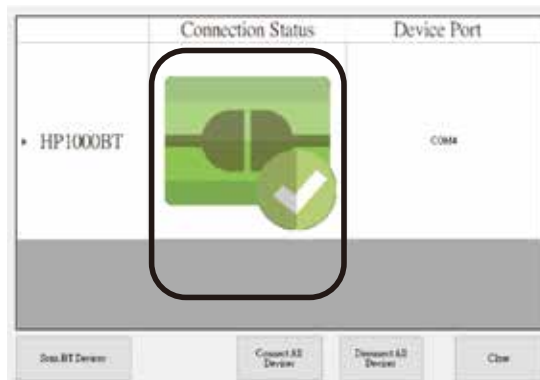 Connection Status Device Port
HP1000BT
COM4
Scan BT Devices Connect All Disconnect All Close
Devices Devices